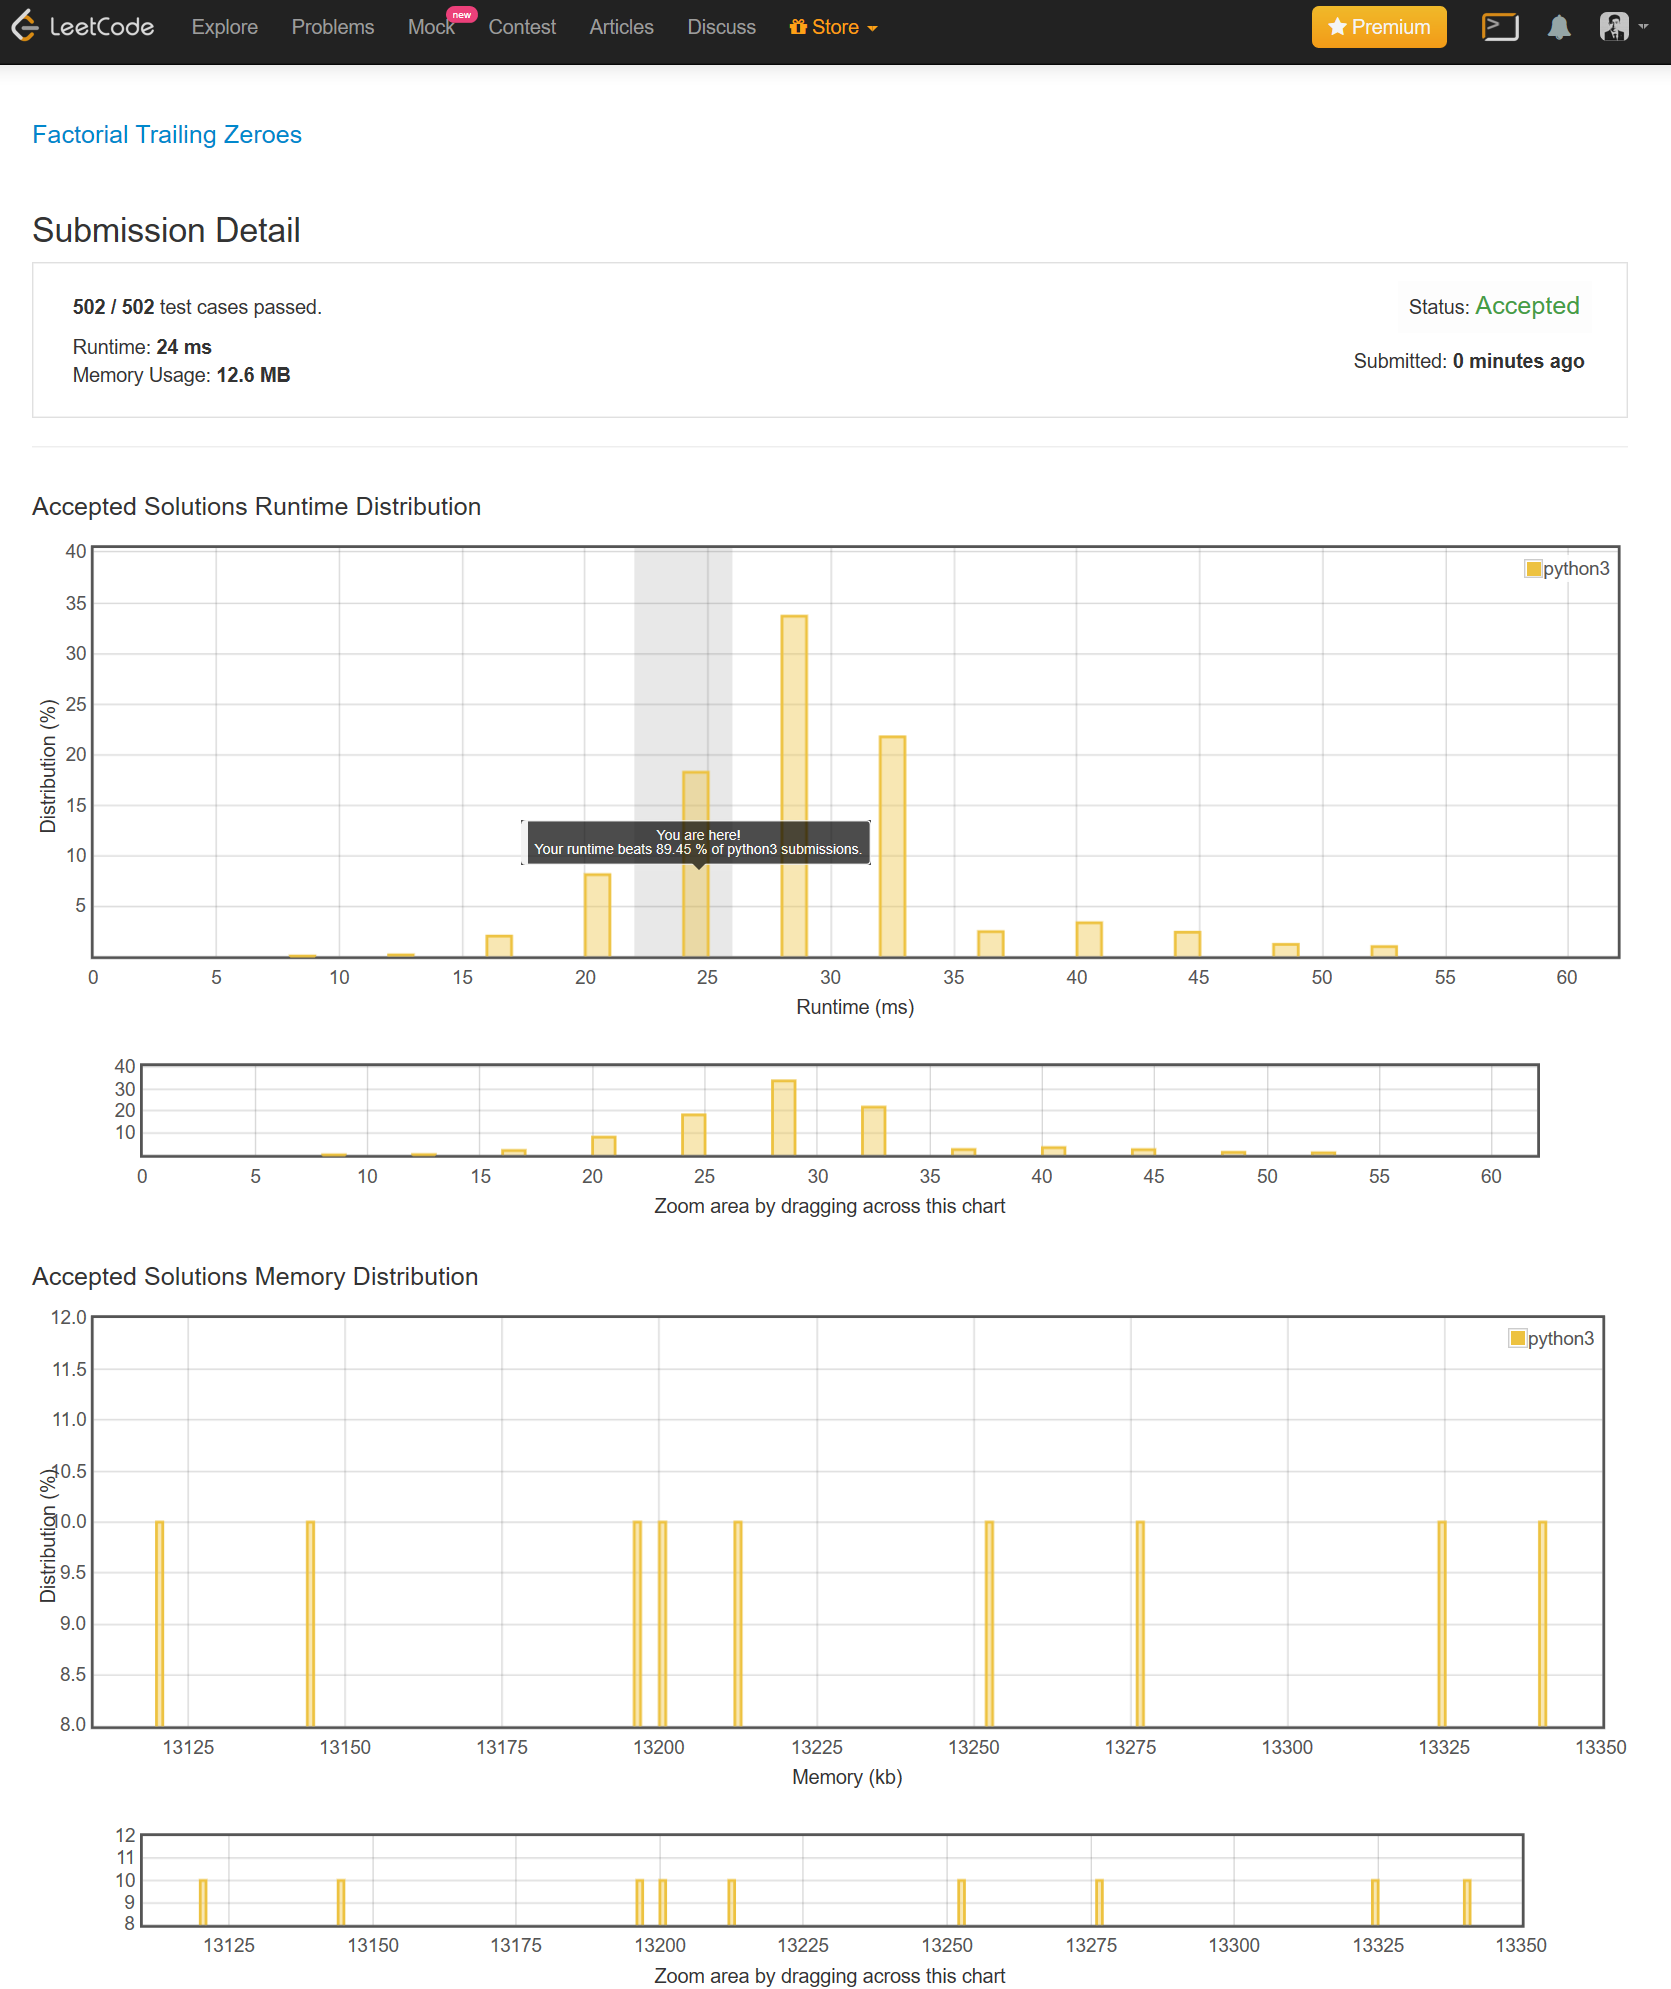 LeetCode Explore Problems Mock new Contest Articles Discuss Store Premium
Factorial Trailing Zeroes
Submission Detail
502 / 502 test cases passed.
Status: Accepted
Runtime: 24 ms
Submitted: 0 minutes ago
Memory Usage: 12.6 MB
Accepted Solutions Runtime Distribution
40
35
30
25
20
15
10
5
Distribution (%)
python3
You are here!
Your runtime beats 89.45 % of python3 submissions.
0 5 10 15 20 25 30 35 40 45 50 55 60
Runtime (ms)
40
30
20
10
0 5 10 15 20 25 30 35 40 45 50 55 60
Zoom area by dragging across this chart
Accepted Solutions Memory Distribution
12.0
11.5
11.0
10.5
10.0
9.5
9.0
8.5
8.0
Distribution (%)
python3
13125 13150 13175 13200 13225 13250 13275 13300 13325 13350
Memory (kb)
12
11
10
9
8
13125 13150 13175 13200 13225 13250 13275 13300 13325 13350
Zoom area by dragging across this chart